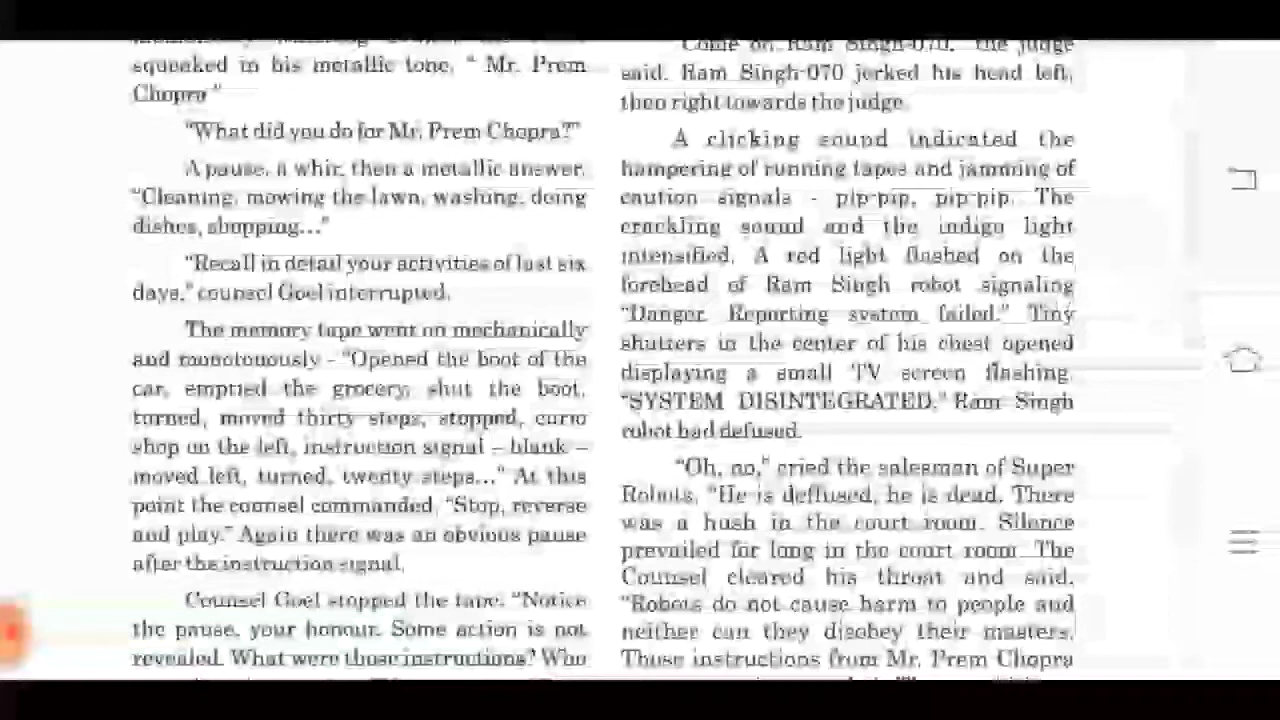 squeaked in his metallic tone, " Mr. Prem
Chopra"
"What did you do for Mr. Prem Chopra?"
A pause, a whir, then a metallic answer,
"Cleaning, mowing the lawn, washing, doing
dishes, shopping..."
"Recall in detail your activities of last six
days," counsel Goel interrupted.
The memory tape went on mechanically
and monotonously - "Opened the boot of the
car, emptied the grocery, shut the boot,
turned, moved thirty steps, stopped, curio
shop on the left, instruction signal – blank –
moved left, turned, twenty steps..." At this
point the counsel commanded, "Stop, reverse
and play." Again there was an obvious pause
after the instruction signal.
Counsel Goel stopped the tape. "Notice
the pause, your honour. Some action is not
revealed. What were those instructions? Who
"Come on Ram Singh-070," the judge
said. Ram Singh-070 jerked his head left,
then right towards the judge.
A clicking sound indicated the
hampering of running tapes and jamming of
caution signals - pip-pip, pip-pip. The
crackling sound and the indigo light
intensified. A red light flashed on the
forehead of Ram Singh robot signaling
"Danger. Reporting system failed." Tiny
shutters in the center of his chest opened
displaying a small TV screen flashing,
"SYSTEM DISINTEGRATED." Ram Singh
robot had defused.
"Oh, no," cried the salesman of Super
Robots, "He is deffused, he is dead. There
was a hush in the court room. Silence
prevailed for long in the court room. The
Counsel cleared his throat and said,
"Robots do not cause harm to people and
neither can they disobey their masters.
Those instructions from Mr. Prem Chopra